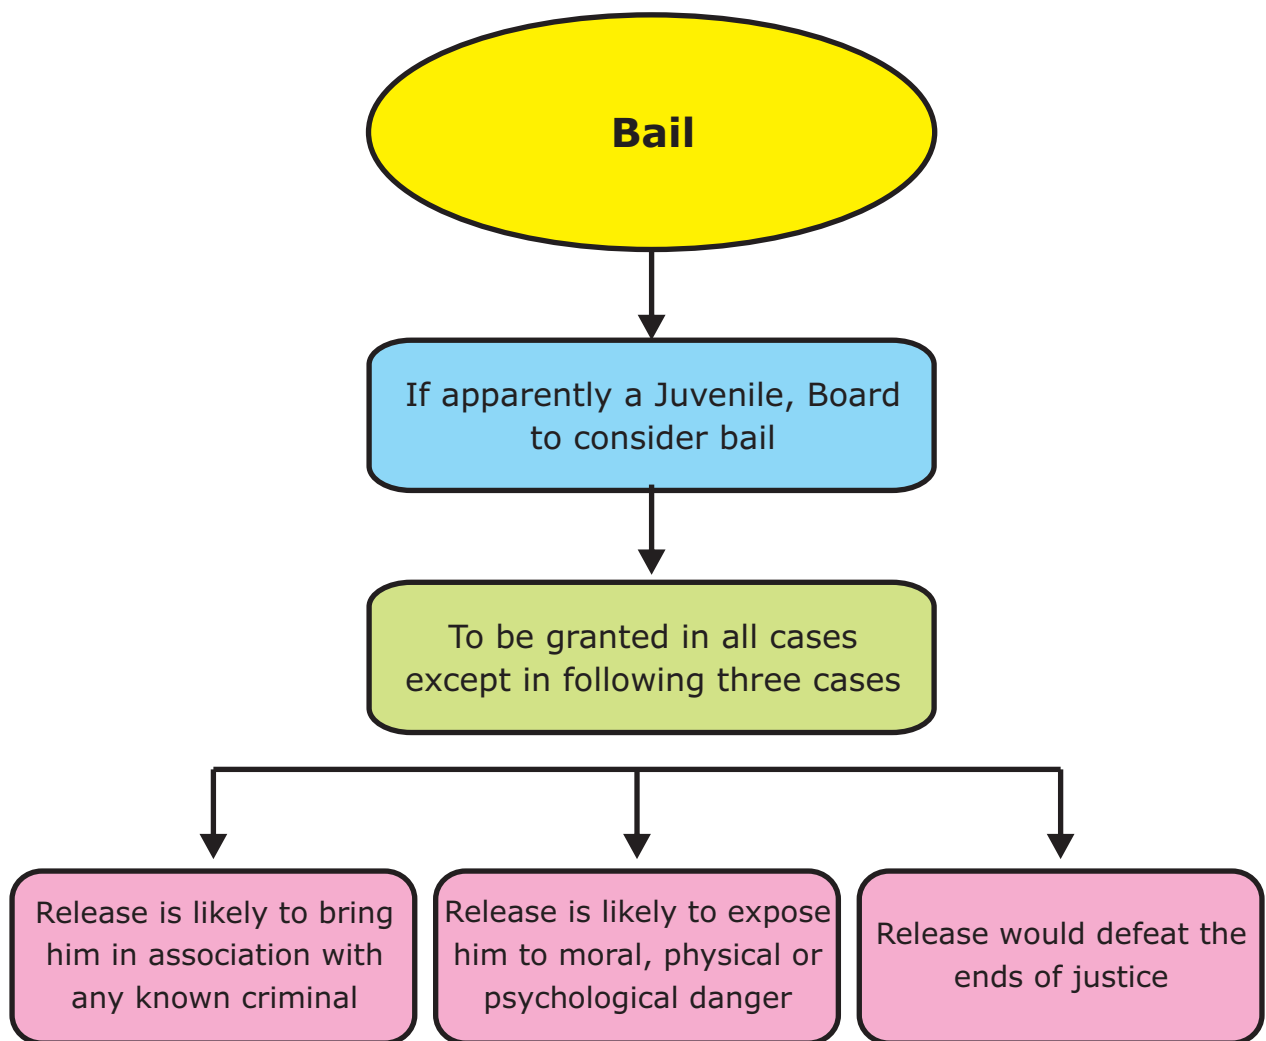 Bail
If apparently a Juvenile, Board
to consider bail
To be granted in all cases
except in following three cases
Release is likely to bring
him in association with
any known criminal
Release is likely to expose
him to moral, physical or
psychological danger
Release would defeat the
ends of justice